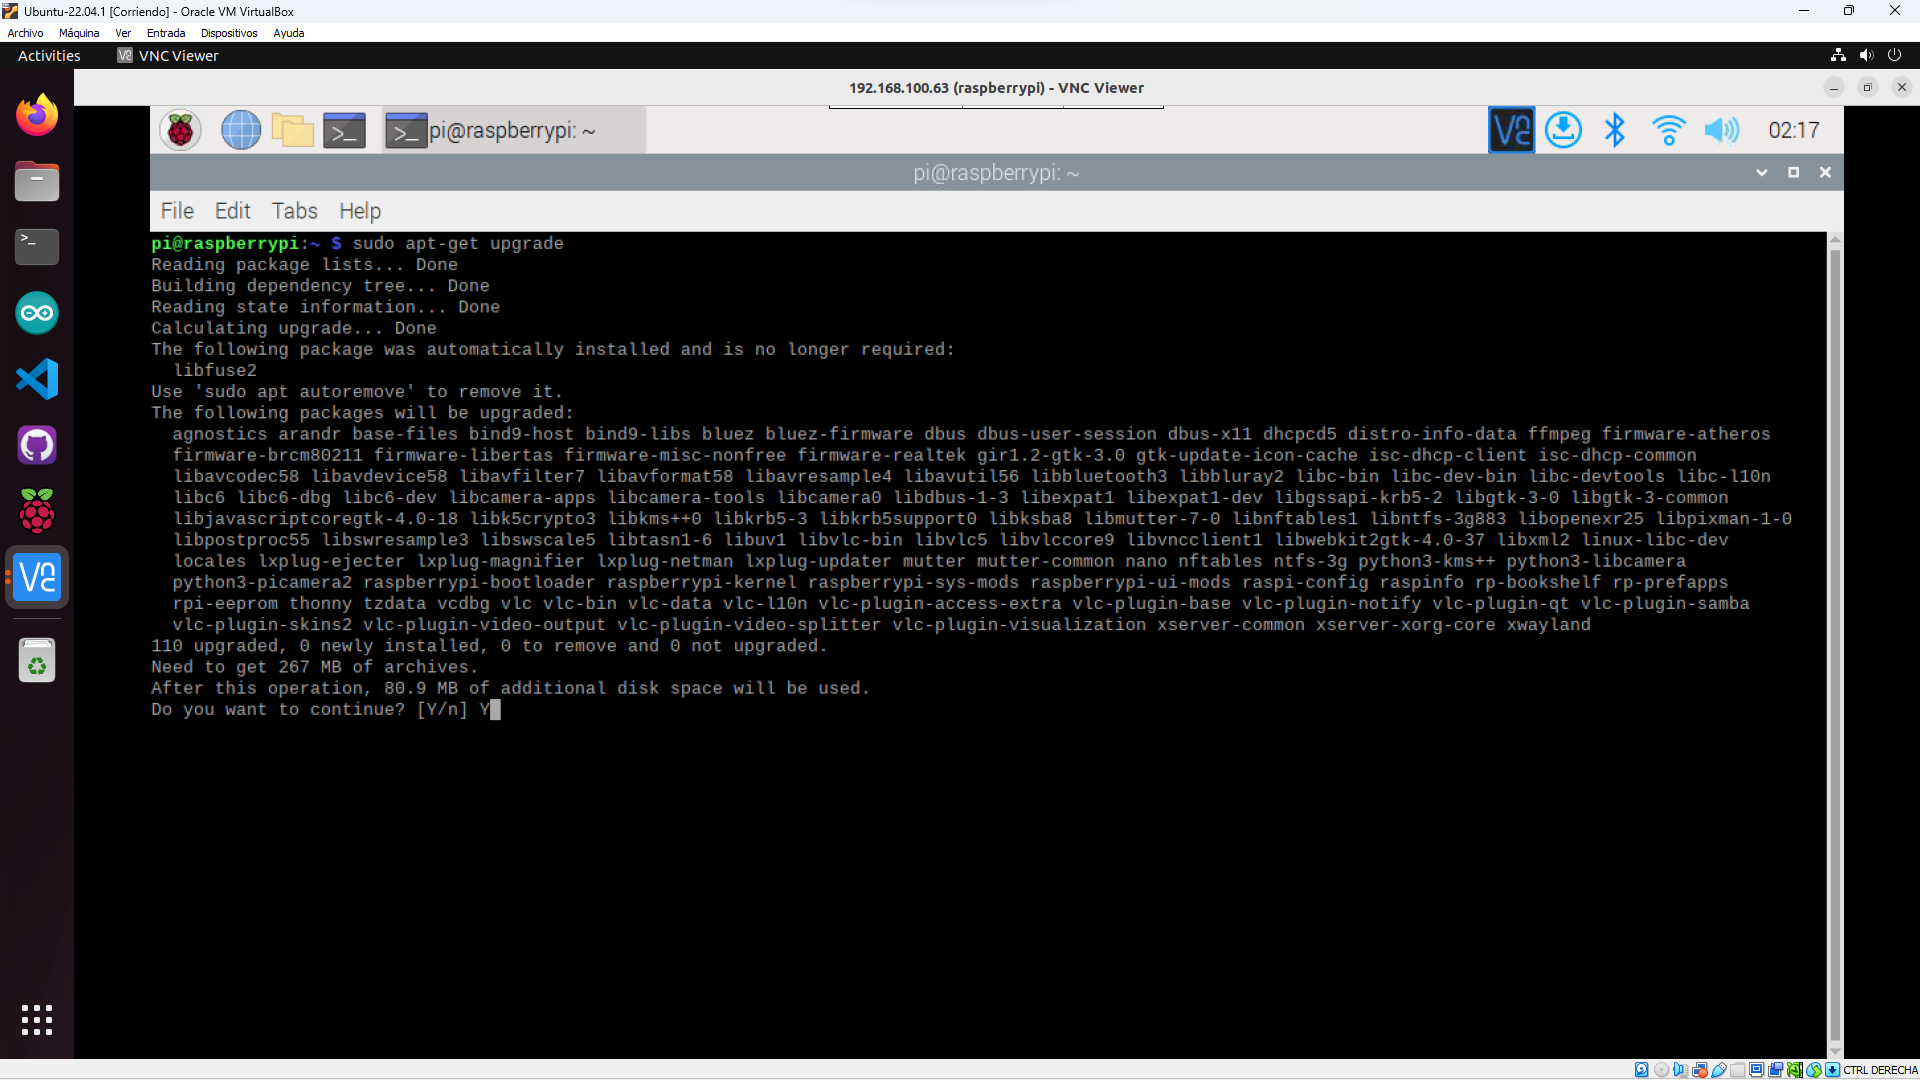 Ubuntu-22.04.1 [Corriendo] - Oracle VM VirtualBox
Archivo Máquina Ver Entrada Dispositivos Ayuda
Activities VNC Viewer
192.168.100.63 (raspberrypi) - VNC Viewer
pi@raspberrypi: ~ 02:17
pi@raspberrypi: ~
File Edit Tabs Help
pi@raspberrypi:~ $ sudo apt-get upgrade
Reading package lists... Done
Building dependency tree... Done
Reading state information... Done
Calculating upgrade... Done
The following package was automatically installed and is no longer required:
libfuse2
Use 'sudo apt autoremove' to remove it.
The following packages will be upgraded:
agnostics arandr base-files bind9-host bind9-libs bluez bluez-firmware dbus dbus-user-session dbus-x11 dhcpcd5 distro-info-data ffmpeg firmware-atheros
firmware-brcm80211 firmware-libertas firmware-misc-nonfree firmware-realtek gir1.2-gtk-3.0 gtk-update-icon-cache isc-dhcp-client isc-dhcp-common
libavcodec58 libavdevice58 libavfilter7 libavformat58 libavresample4 libavutil56 libbluetooth3 libbluray2 libc-bin libc-dev-bin libc-devtools libc-l10n
libc6 libc6-dbg libc6-dev libcamera-apps libcamera-tools libcamera0 libdbus-1-3 libexpat1 libexpat1-dev libgssapi-krb5-2 libgtk-3-0 libgtk-3-common
libjavascriptcoregtk-4.0-18 libk5crypto3 libkms++0 libkrb5-3 libkrb5support0 libksba8 libmutter-7-0 libnftables1 libntfs-3g883 libopenexr25 libpixman-1-0
libpostproc55 libswresample3 libswscale5 libtasn1-6 libuv1 libvlc-bin libvlc5 libvlccore9 libvncclient1 libwebkit2gtk-4.0-37 libxml2 linux-libc-dev
locales lxplug-ejecter lxplug-magnifier lxplug-netman lxplug-updater mutter mutter-common nano nftables ntfs-3g python3-kms++ python3-libcamera
python3-picamera2 raspberrypi-bootloader raspberrypi-kernel raspberrypi-sys-mods raspberrypi-ui-mods raspi-config raspinfo rp-bookshelf rp-prefapps
rpi-eeprom thonny tzdata vcdbg vlc vlc-bin vlc-data vlc-l10n vlc-plugin-access-extra vlc-plugin-base vlc-plugin-notify vlc-plugin-qt vlc-plugin-samba
vlc-plugin-skins2 vlc-plugin-video-output vlc-plugin-video-splitter vlc-plugin-visualization xserver-common xserver-xorg-core xwayland
110 upgraded, 0 newly installed, 0 to remove and 0 not upgraded.
Need to get 267 MB of archives.
After this operation, 80.9 MB of additional disk space will be used.
Do you want to continue? [Y/n] Y
CTRL DERECHA